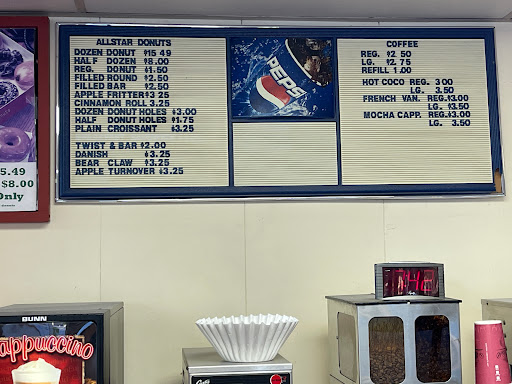 ALLSTAR DONUTS
DOZEN DONUT $15 49
HALF DOZEN $8.00
REG. DONUT $1.50
FILLED ROUND $2.50
FILLED BAR $2.50
APPLE FRITTER $3 25
CINNAMON ROLL 3.25
DOZEN DONUT HOLES $3.00
HALF DONUT HOLES $1.75
PLAIN CROISSANT $3.25
TWIST & BAR $2.00
DANISH $3.25
BEAR CLAW $3.25
APPLE TURNOVER $3.25
PEPSI
COFFEE
REG. $2 50
LG. $2 75
REFILL 1.00
HOT COCO REG. 3 00
LG. 3.50
FRENCH VAN. REG. $3.00
LG. $3.50
MOCHA CAPP. REG. $3.00
LG. 3.50
5.49
$8.00
Only
BUNN
appuccino